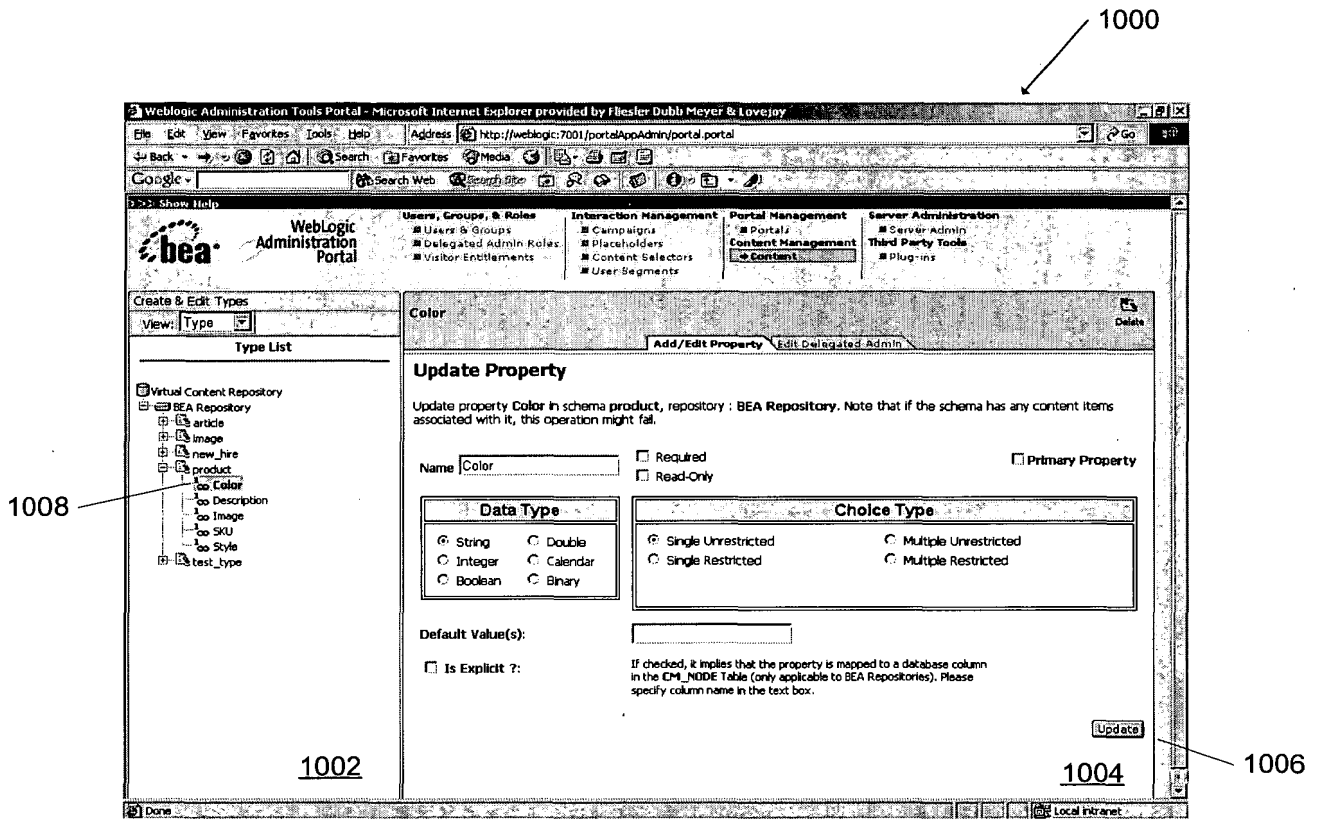 1000
Weblogic Administration Tools Portal - Microsoft Internet Explorer provided by Fliesler Dubb Meyer & Lovejoy
File Edit View Favorites Tools Help Address http://weblogic:7001/portalAppAdmin/portal.portal Go
Back Search Favorites Media
Google Search Web Search Site
>>> Show Help
bea WebLogic Administration Portal
Users, Groups, & Roles
Users & Groups
Delegated Admin Roles
Visitor Entitlements
Interaction Management
Campaigns
Placeholders
Content Selectors
User Segments
Portal Management
Portals
Content Management
Content
Server Administration
Server Admin
Third Party Tools
Plug-ins
Create & Edit Types
View: Type
Type List
Virtual Content Repository
BEA Repository
article
image
new_hire
product
Color
Description
Image
SKU
Style
test_type
1008
1002
Color
Delete
Add/Edit Property Edit Delegated Admin
Update Property
Update property Color in schema product, repository : BEA Repository. Note that if the schema has any content items
associated with it, this operation might fail.
Name Color
Required
Read-Only
Primary Property
Data Type
String Double
Integer Calendar
Boolean Binary
Choice Type
Single Unrestricted Multiple Unrestricted
Single Restricted Multiple Restricted
Default Value(s):
Is Explicit ?:
If checked, it implies that the property is mapped to a database column
in the CM_NODE Table (only applicable to BEA Repositories). Please
specify column name in the text box.
Update
1006
1004
Done Local intranet